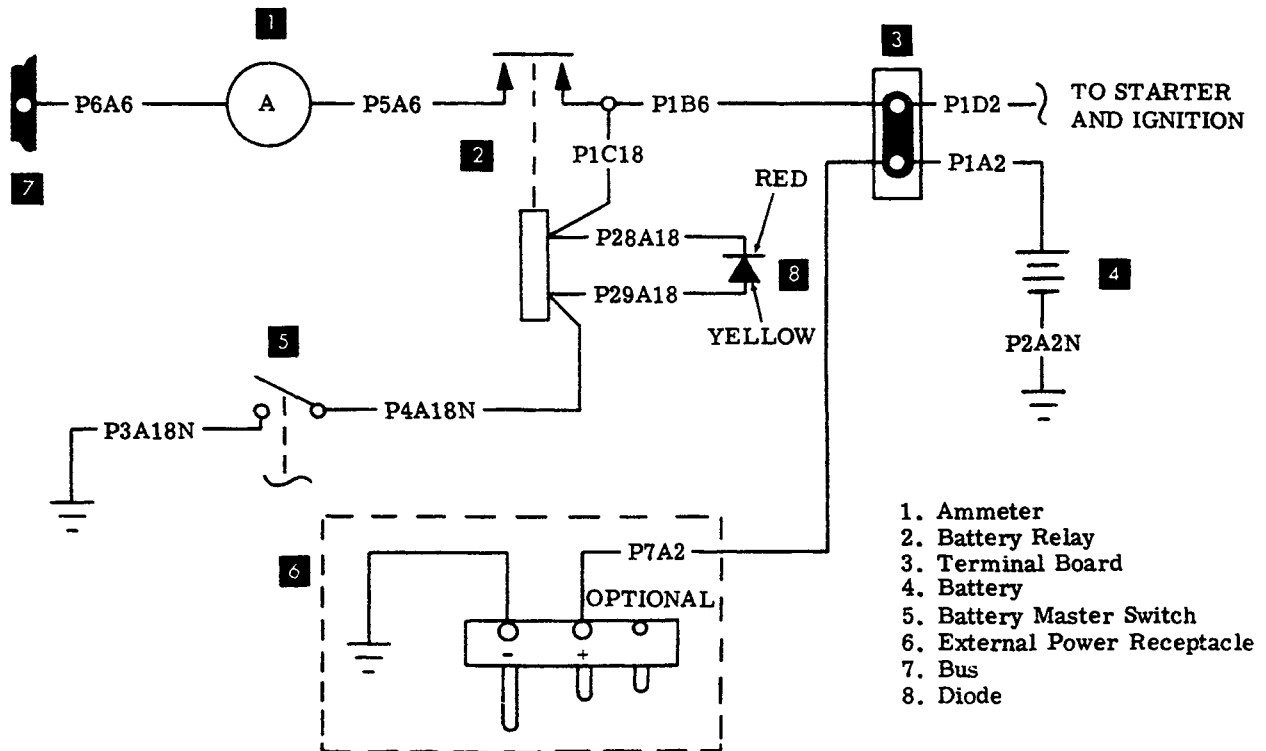 1
3
P6A6
A
P5A6
P1B6
P1D2
TO STARTER
AND IGNITION
2
P1C18
7
RED
P1A2
P28A18
8
4
P29A18
YELLOW
5
P2A2N
P4A18N
P3A18N
6
P7A2
OPTIONAL
-
+
1. Ammeter
2. Battery Relay
3. Terminal Board
4. Battery
5. Battery Master Switch
6. External Power Receptacle
7. Bus
8. Diode